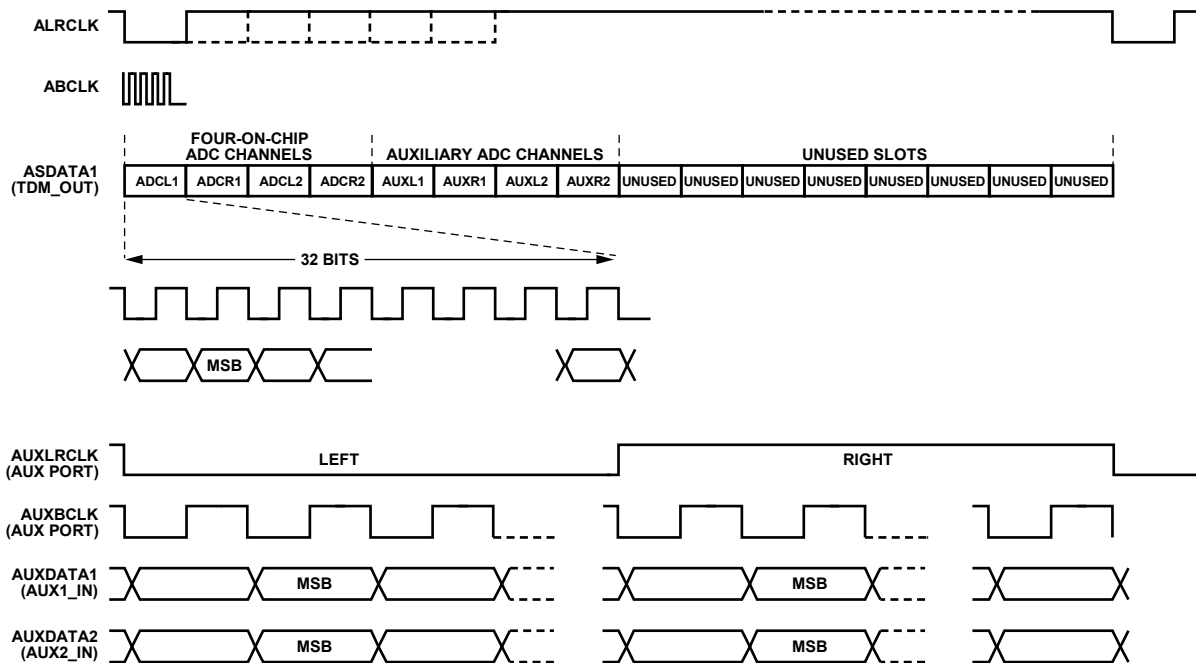 ALRCLK
ABCLK
FOUR-ON-CHIP
ADC CHANNELS
AUXILIARY ADC CHANNELS
UNUSED SLOTS
ASDATA1
(TDM_OUT)
ADCL1 ADCR1 ADCL2 ADCR2 AUXL1 AUXR1 AUXL2 AUXR2 UNUSED UNUSED UNUSED UNUSED UNUSED UNUSED UNUSED UNUSED
32 BITS
MSB
AUXLRCLK
(AUX PORT)
LEFT
RIGHT
AUXBCLK
(AUX PORT)
AUXDATA1
(AUX1_IN)
MSB
MSB
AUXDATA2
(AUX2_IN)
MSB
MSB